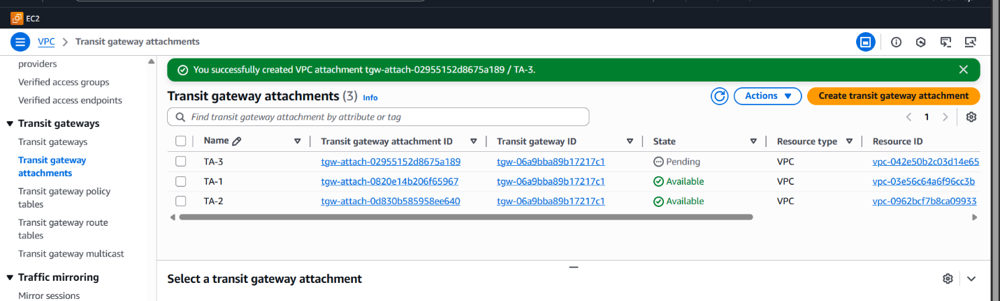 EC2
VPC > Transit gateway attachments
providers
Verified access groups
Verified access endpoints
Transit gateways
Transit gateways
Transit gateway
attachments
Transit gateway policy
tables
Transit gateway route
tables
Transit gateway multicast
Traffic mirroring
Mirror sessions
You successfully created VPC attachment tgw-attach-02955152d8675a189 / TA-3.
Transit gateway attachments (3) Info
Actions
Create transit gateway attachment
Find transit gateway attachment by attribute or tag
1
Name Transit gateway attachment ID Transit gateway ID State Resource type Resource ID
TA-3 tgw-attach-02955152d8675a189 tgw-06a9bba89b17217c1 Pending VPC vpc-042e50b2c03d14e65
TA-1 tgw-attach-0820e14b206f65967 tgw-06a9bba89b17217c1 Available VPC vpc-03e56c64a6f96cc3b
TA-2 tgw-attach-0d830b585958ee640 tgw-06a9bba89b17217c1 Available VPC vpc-0962bcf7b8ca09933
Select a transit gateway attachment